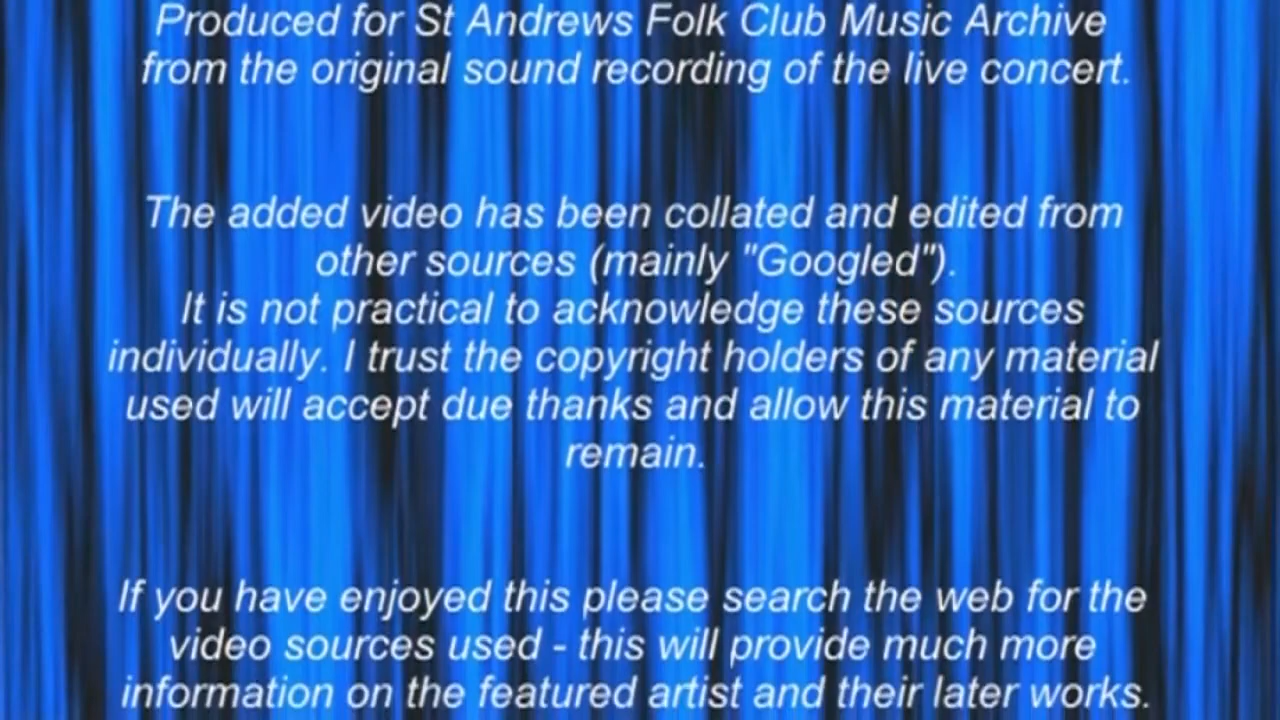 Produced for St Andrews Folk Club Music Archive
from the original sound recording of the live concert.
The added video has been collated and edited from
other sources (mainly "Googled").
It is not practical to acknowledge these sources
individually. I trust the copyright holders of any material
used will accept due thanks and allow this material to
remain.
If you have enjoyed this please search the web for the
video sources used - this will provide much more
information on the featured artist and their later works.